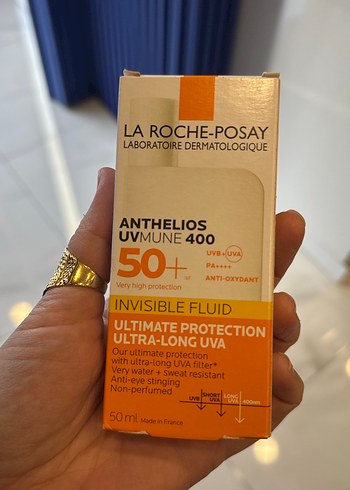 LA ROCHE-POSAY
LABORATOIRE DERMATOLOGIQUE
ANTHELIOS
UVMUNE 400
50+
SPF
UVB+UVA
PA++++
ANTI-OXYDANT
Very high protection
INVISIBLE FLUID
ULTIMATE PROTECTION
ULTRA-LONG UVA
Our ultimate protection
with ultra-long UVA filter*
Very water + sweat resistant
Anti-eye stinging
Non-perfumed
UVB
SHORT UVA
LONG UVA
400nm
50 ml Made in France